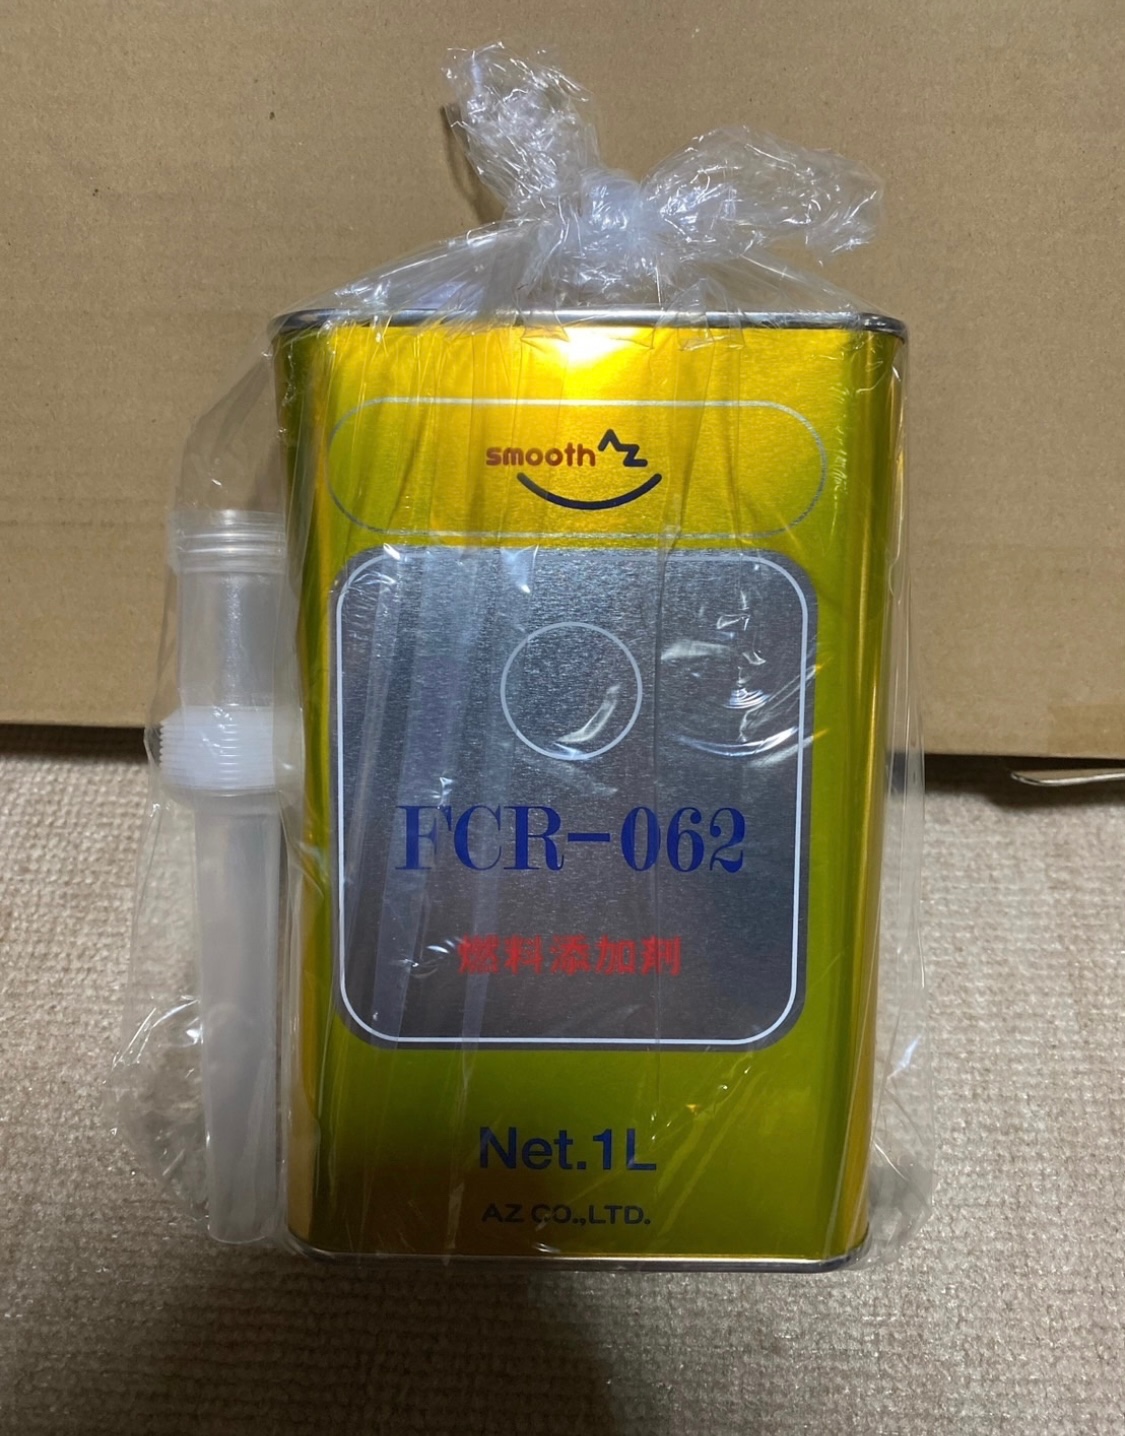 smooth AZ
FCR-062
燃料添加剤
Net.1L
AZ CO.,LTD.